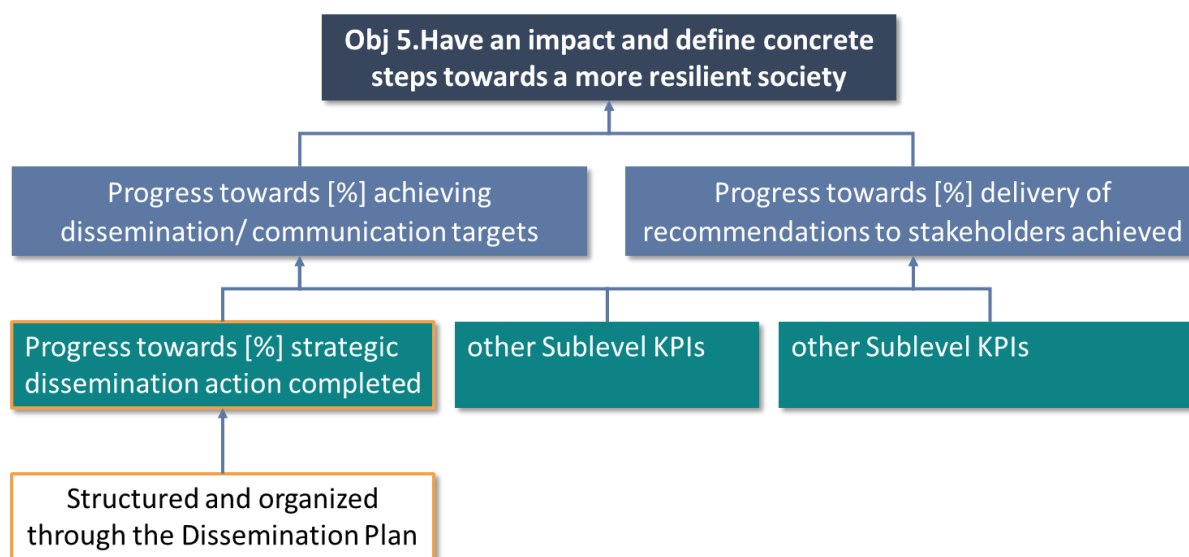 Obj 5.Have an impact and define concrete
steps towards a more resilient society
Progress towards [%] achieving
dissemination/ communication targets
Progress towards [%] delivery of
recommendations to stakeholders achieved
Progress towards [%] strategic
dissemination action completed
other Sublevel KPIs
other Sublevel KPIs
Structured and organized
through the Dissemination Plan